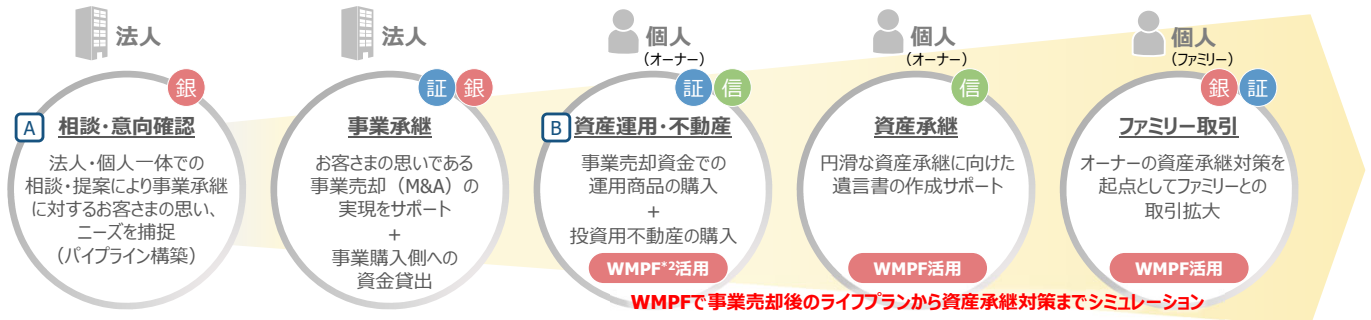 法人
銀
A 相談・意向確認
法人・個人一体での
相談・提案により事業承継
に対するお客さまの思い、
ニーズを捕捉
（パイプライン構築）
法人
証 銀
事業承継
お客さまの思いである
事業売却（M&A）の
実現をサポート
+
事業購入側への
資金貸出
個人
（オーナー）
証 信
B 資産運用・不動産
事業売却資金での
運用商品の購入
+
投資用不動産の購入
WMPF*2活用
個人
（オーナー）
信
資産承継
円滑な資産承継に向けた
遺言書の作成サポート
WMPF活用
個人
（ファミリー）
銀 証
ファミリー取引
オーナーの資産承継対策を
起点としてファミリーとの
取引拡大
WMPF活用
WMPFで事業売却後のライフプランから資産承継対策までシミュレーション